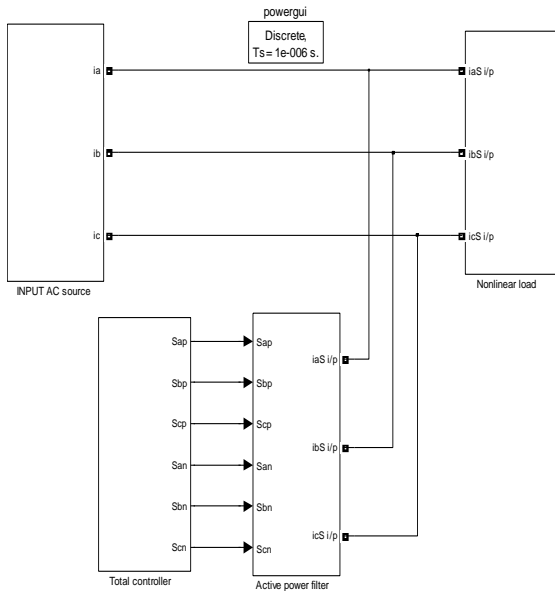 powergui
Discrete,
Ts = 1e-006 s.
ia
ib
ic
INPUT AC source
iaS i/p
ibS i/p
icS i/p
Nonlinear load
Sap
Sbp
Scp
San
Sbn
Scn
Total controller
Sap
Sbp
Scp
San
Sbn
Scn
iaS i/p
ibS i/p
icS i/p
Active power filter